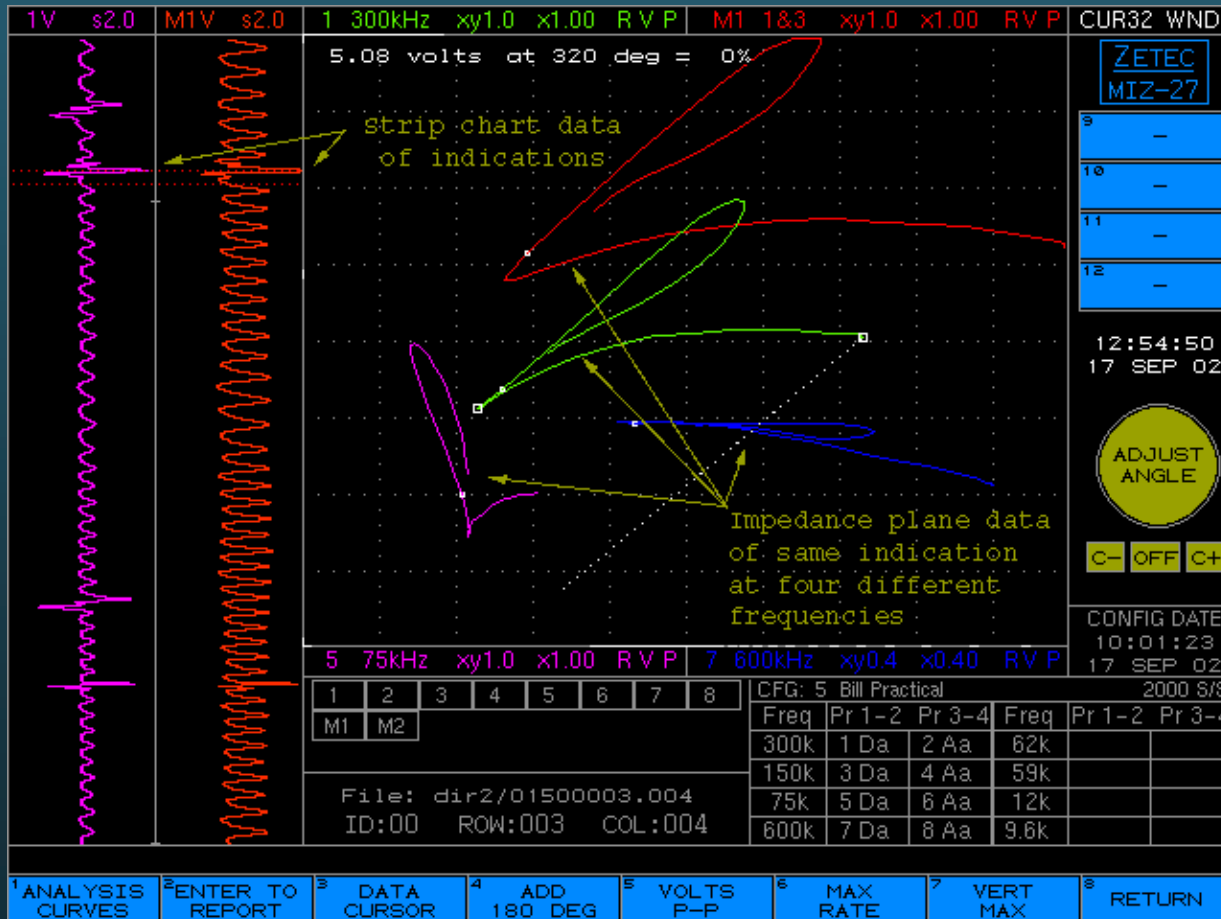 1V s2.0 M1V s2.0 1 300kHz xy1.0 x1.00 R V P M1 1&3 xy1.0 x1.00 RV P CUR32 WND
5.08 volts at 320 deg = 0%
ZETEC
MIZ-27
strip chart data
of indications
9
–
10
–
11
–
12
–
12:54:50
17 SEP 02
ADJUST
ANGLE
Impedance plane data
of same indication
at four different
frequencies
C– OFF C+
CONFIG DATE
10:01:23
17 SEP 02
5 75kHz xy1.0 x1.00 R V P 7 600kHz xy0.4 x0.40 RV P
1 2 3 4 5 6 7 8
M1 M2
CFG: 5 Bill Practical 2000 S/S
Freq Pr 1-2 Pr 3-4 Freq Pr 1-2 Pr 3-4
300k 1 Da 2 Aa 62k
150k 3 Da 4 Aa 59k
75k 5 Da 6 Aa 12k
600k 7 Da 8 Aa 9.6k
File: dir2/01500003.004
ID:00 ROW:003 COL:004
1 ANALYSIS CURVES
2 ENTER TO REPORT
3 DATA CURSOR
4 ADD 180 DEG
5 VOLTS P-P
6 MAX RATE
7 VERT MAX
8 RETURN